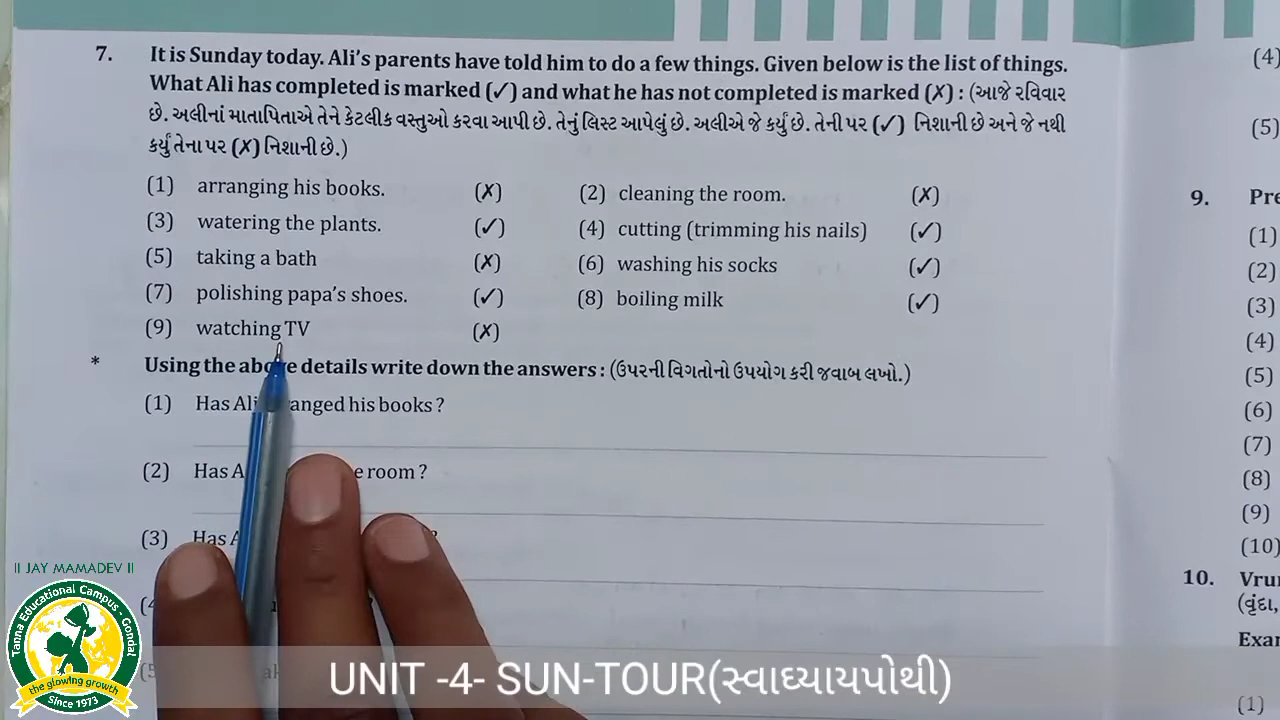 7. It is Sunday today. Ali's parents have told him to do a few things. Given below is the list of things.
What Ali has completed is marked (✓) and what he has not completed is marked (✗) : (આજે રવિવાર
છે. અલીનાં માતાપિતાએ તેને કેટલીક વસ્તુઓ કરવા આપી છે. તેનું લિસ્ટ આપેલું છે. અલીએ જે કર્યું છે. તેની પર (✓) નિશાની છે અને જે નથી
કર્યું તેના પર (✗) નિશાની છે.)
(1) arranging his books. (✗) (2) cleaning the room. (✗)
(3) watering the plants. (✓) (4) cutting (trimming his nails) (✓)
(5) taking a bath (✗) (6) washing his socks (✓)
(7) polishing papa's shoes. (✓) (8) boiling milk (✓)
(9) watching TV (✗)
* Using the above details write down the answers : (ઉપરની વિગતોનો ઉપયોગ કરી જવાબ લખો.)
(1) Has Ali anged his books ?
(2) Has A e room ?
(3) Has A ?
(4)
(5)
9. Pre
(1)
(2)
(3)
(4)
(5)
(6)
(7)
(8)
(9)
(10)
10. Vru
(વૃંદા,
Exar
(1)
|| JAY MAMADEV ||
Tanna Educational Campus - Gondal
the glowing growth
Since 1973
UNIT -4- SUN-TOUR(સ્વાધ્યાયપોથી)